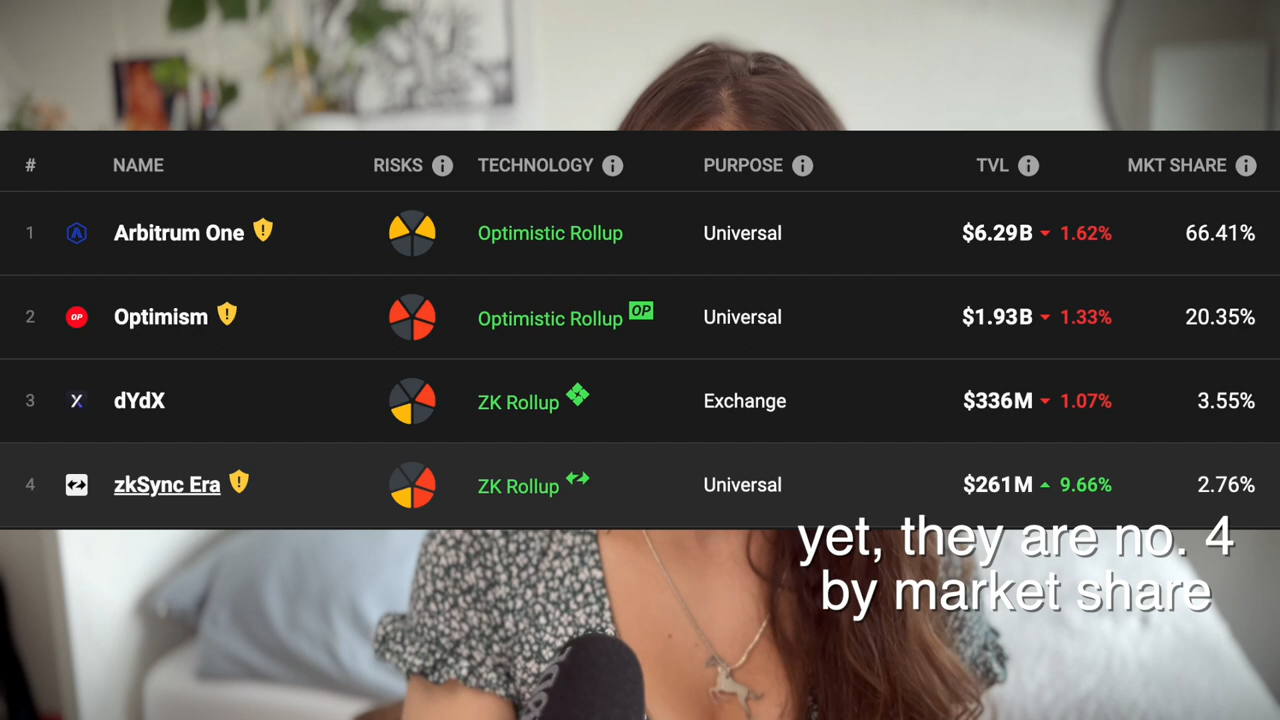 # NAME RISKS TECHNOLOGY PURPOSE TVL MKT SHARE
1 Arbitrum One Optimistic Rollup Universal $6.29B 1.62% 66.41%
2 OP Optimism Optimistic Rollup OP Universal $1.93B 1.33% 20.35%
3 dYdX ZK Rollup Exchange $336M 1.07% 3.55%
4 zkSync Era ZK Rollup Universal $261M 9.66% 2.76%
yet, they are no. 4
by market share